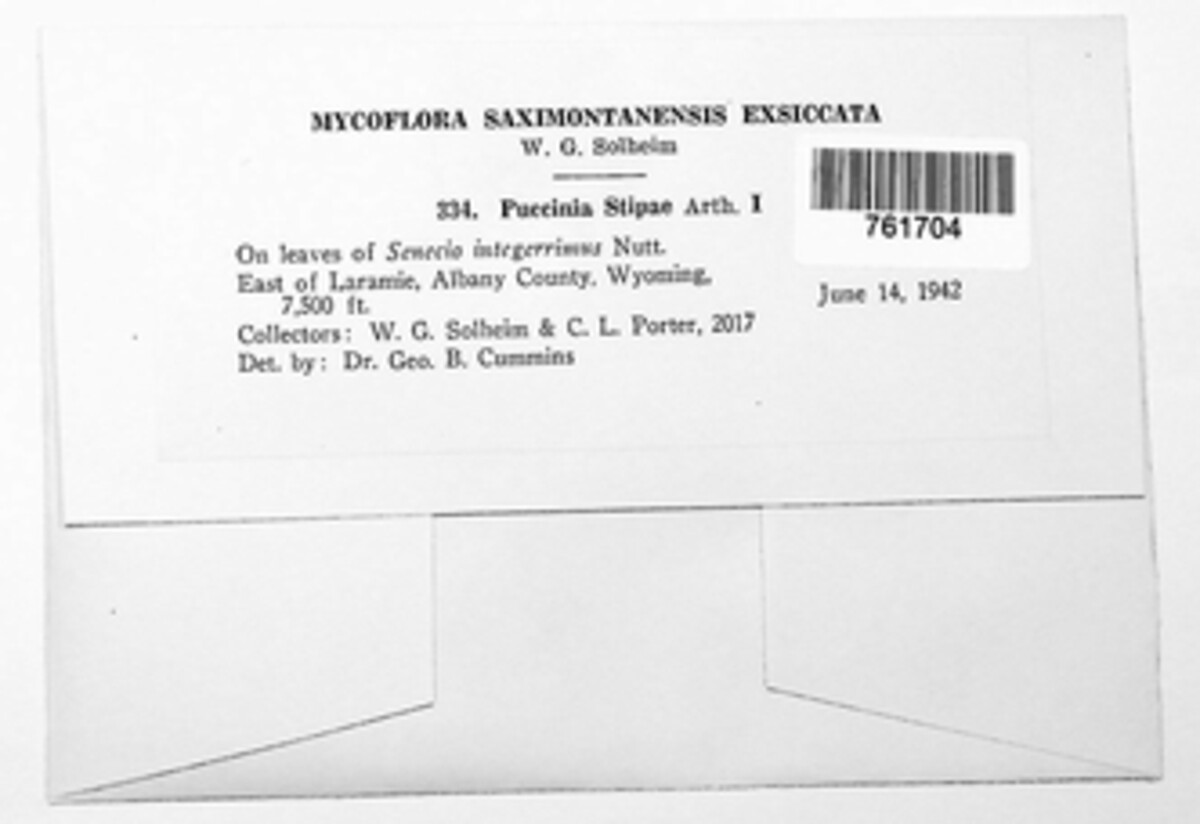 MYCOFLORA SAXIMONTANENSIS EXSICCATA
W. G. Solheim
334. Puccinia Stipae Arth. I
761704
On leaves of Senecio integerrimus Nutt.
East of Laramie, Albany County, Wyoming,
7,500 ft.
June 14, 1942
Collectors: W. G. Solheim & C. L. Porter, 2017
Det. by: Dr. Geo. B. Cummins